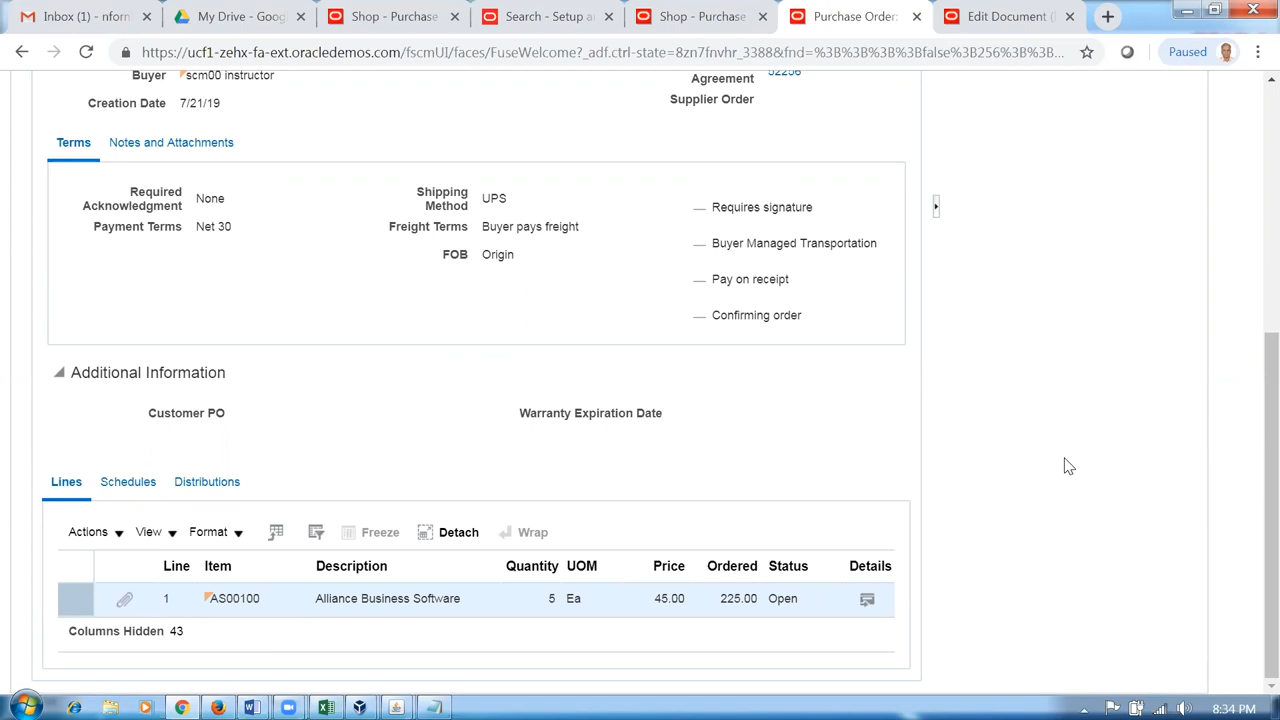 Inbox (1) - nform
My Drive - Goog
Shop - Purchase
Search: Setup a
Shop - Purchase
Purchase Order:
Edit Document (
https://ucf1-zehx-fa-ext.oracledemos.com/fscmUI/faces/FuseWelcome?_adf.ctrl-state=8zn7fnvhr_3388&fnd=%3B%3B%3B%3Bfalse%3B256%3B%3B%3...
Paused
Buyer scm00 instructor
Agreement 52256
Creation Date 7/21/19
Supplier Order
Terms Notes and Attachments
Required Acknowledgment None
Payment Terms Net 30
Shipping Method UPS
Freight Terms Buyer pays freight
FOB Origin
Requires signature
Buyer Managed Transportation
Pay on receipt
Confirming order
Additional Information
Customer PO Warranty Expiration Date
Lines Schedules Distributions
Actions View Format Freeze Detach Wrap
Line Item Description Quantity UOM Price Ordered Status Details
1 AS00100 Alliance Business Software 5 Ea 45.00 225.00 Open
Columns Hidden 43
8:34 PM